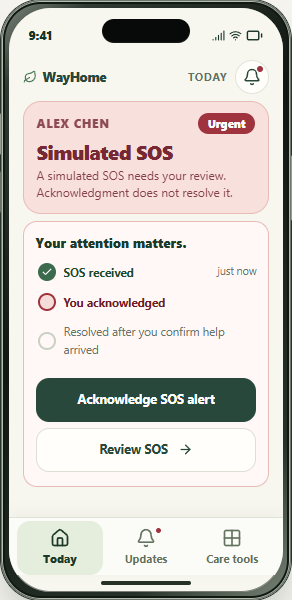 9:41
WayHome
TODAY
ALEX CHEN
Urgent
Simulated SOS
A simulated SOS needs your review.
Acknowledgment does not resolve it.
Your attention matters.
SOS received
just now
You acknowledged
Resolved after you confirm help
arrived
Acknowledge SOS alert
Review SOS →
Today
Updates
Care tools